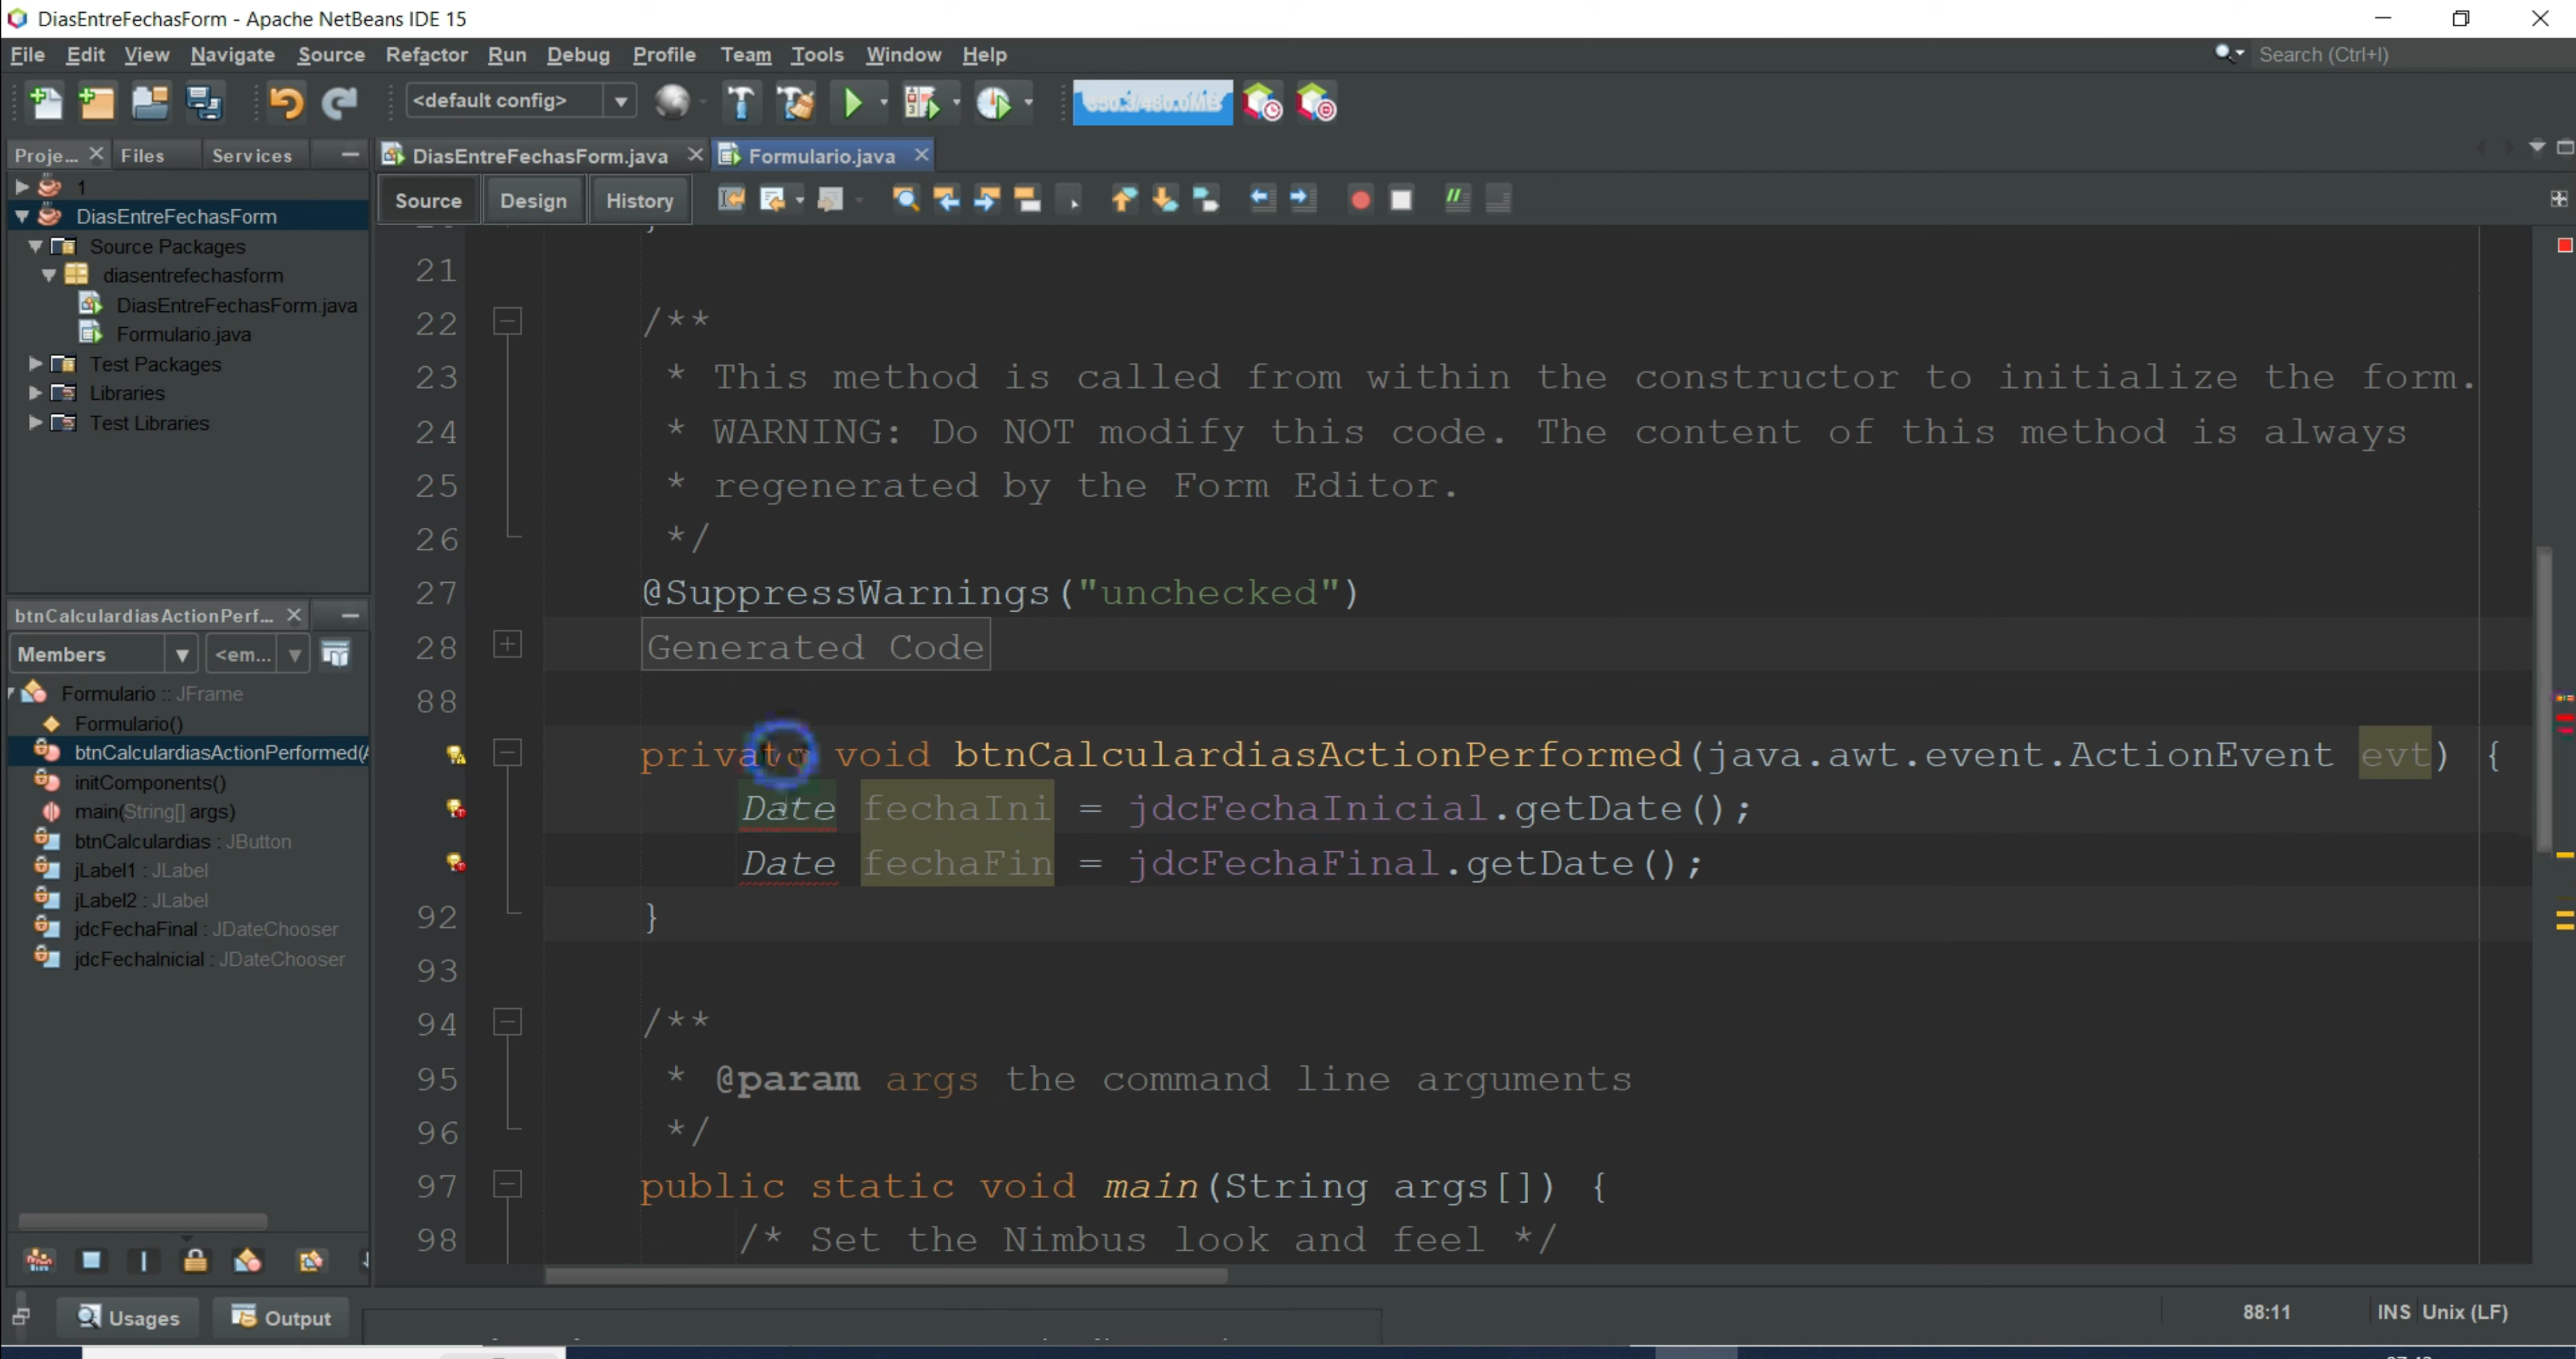 DiasEntreFechasForm - Apache NetBeans IDE 15
File Edit View Navigate Source Refactor Run Debug Profile Team Tools Window Help
Search (Ctrl+I)
<default config>
Proje... Files Services
DiasEntreFechasForm.java Formulario.java
1
DiasEntreFechasForm
Source Packages
diasentrefechasform
DiasEntreFechasForm.java
Formulario.java
Test Packages
Libraries
Test Libraries
btnCalculardiasActionPerf...
Members <em...
Formulario :: JFrame
Formulario()
btnCalculardiasActionPerformed(A
initComponents()
main(String[] args)
btnCalculardias : JButton
jLabel1 : JLabel
jLabel2 : JLabel
jdcFechaFinal : JDateChooser
jdcFechaInicial : JDateChooser
Source Design History
21
22 /**
23 * This method is called from within the constructor to initialize the form.
24 * WARNING: Do NOT modify this code. The content of this method is always
25 * regenerated by the Form Editor.
26 */
27 @SuppressWarnings("unchecked")
28 Generated Code
88
private void btnCalculardiasActionPerformed(java.awt.event.ActionEvent evt) {
Date fechaIni = jdcFechaInicial.getDate();
Date fechaFin = jdcFechaFinal.getDate();
92 }
93
94 /**
95 * @param args the command line arguments
96 */
97 public static void main(String args[]) {
98 /* Set the Nimbus look and feel */
Usages Output
88:11 INS Unix (LF)